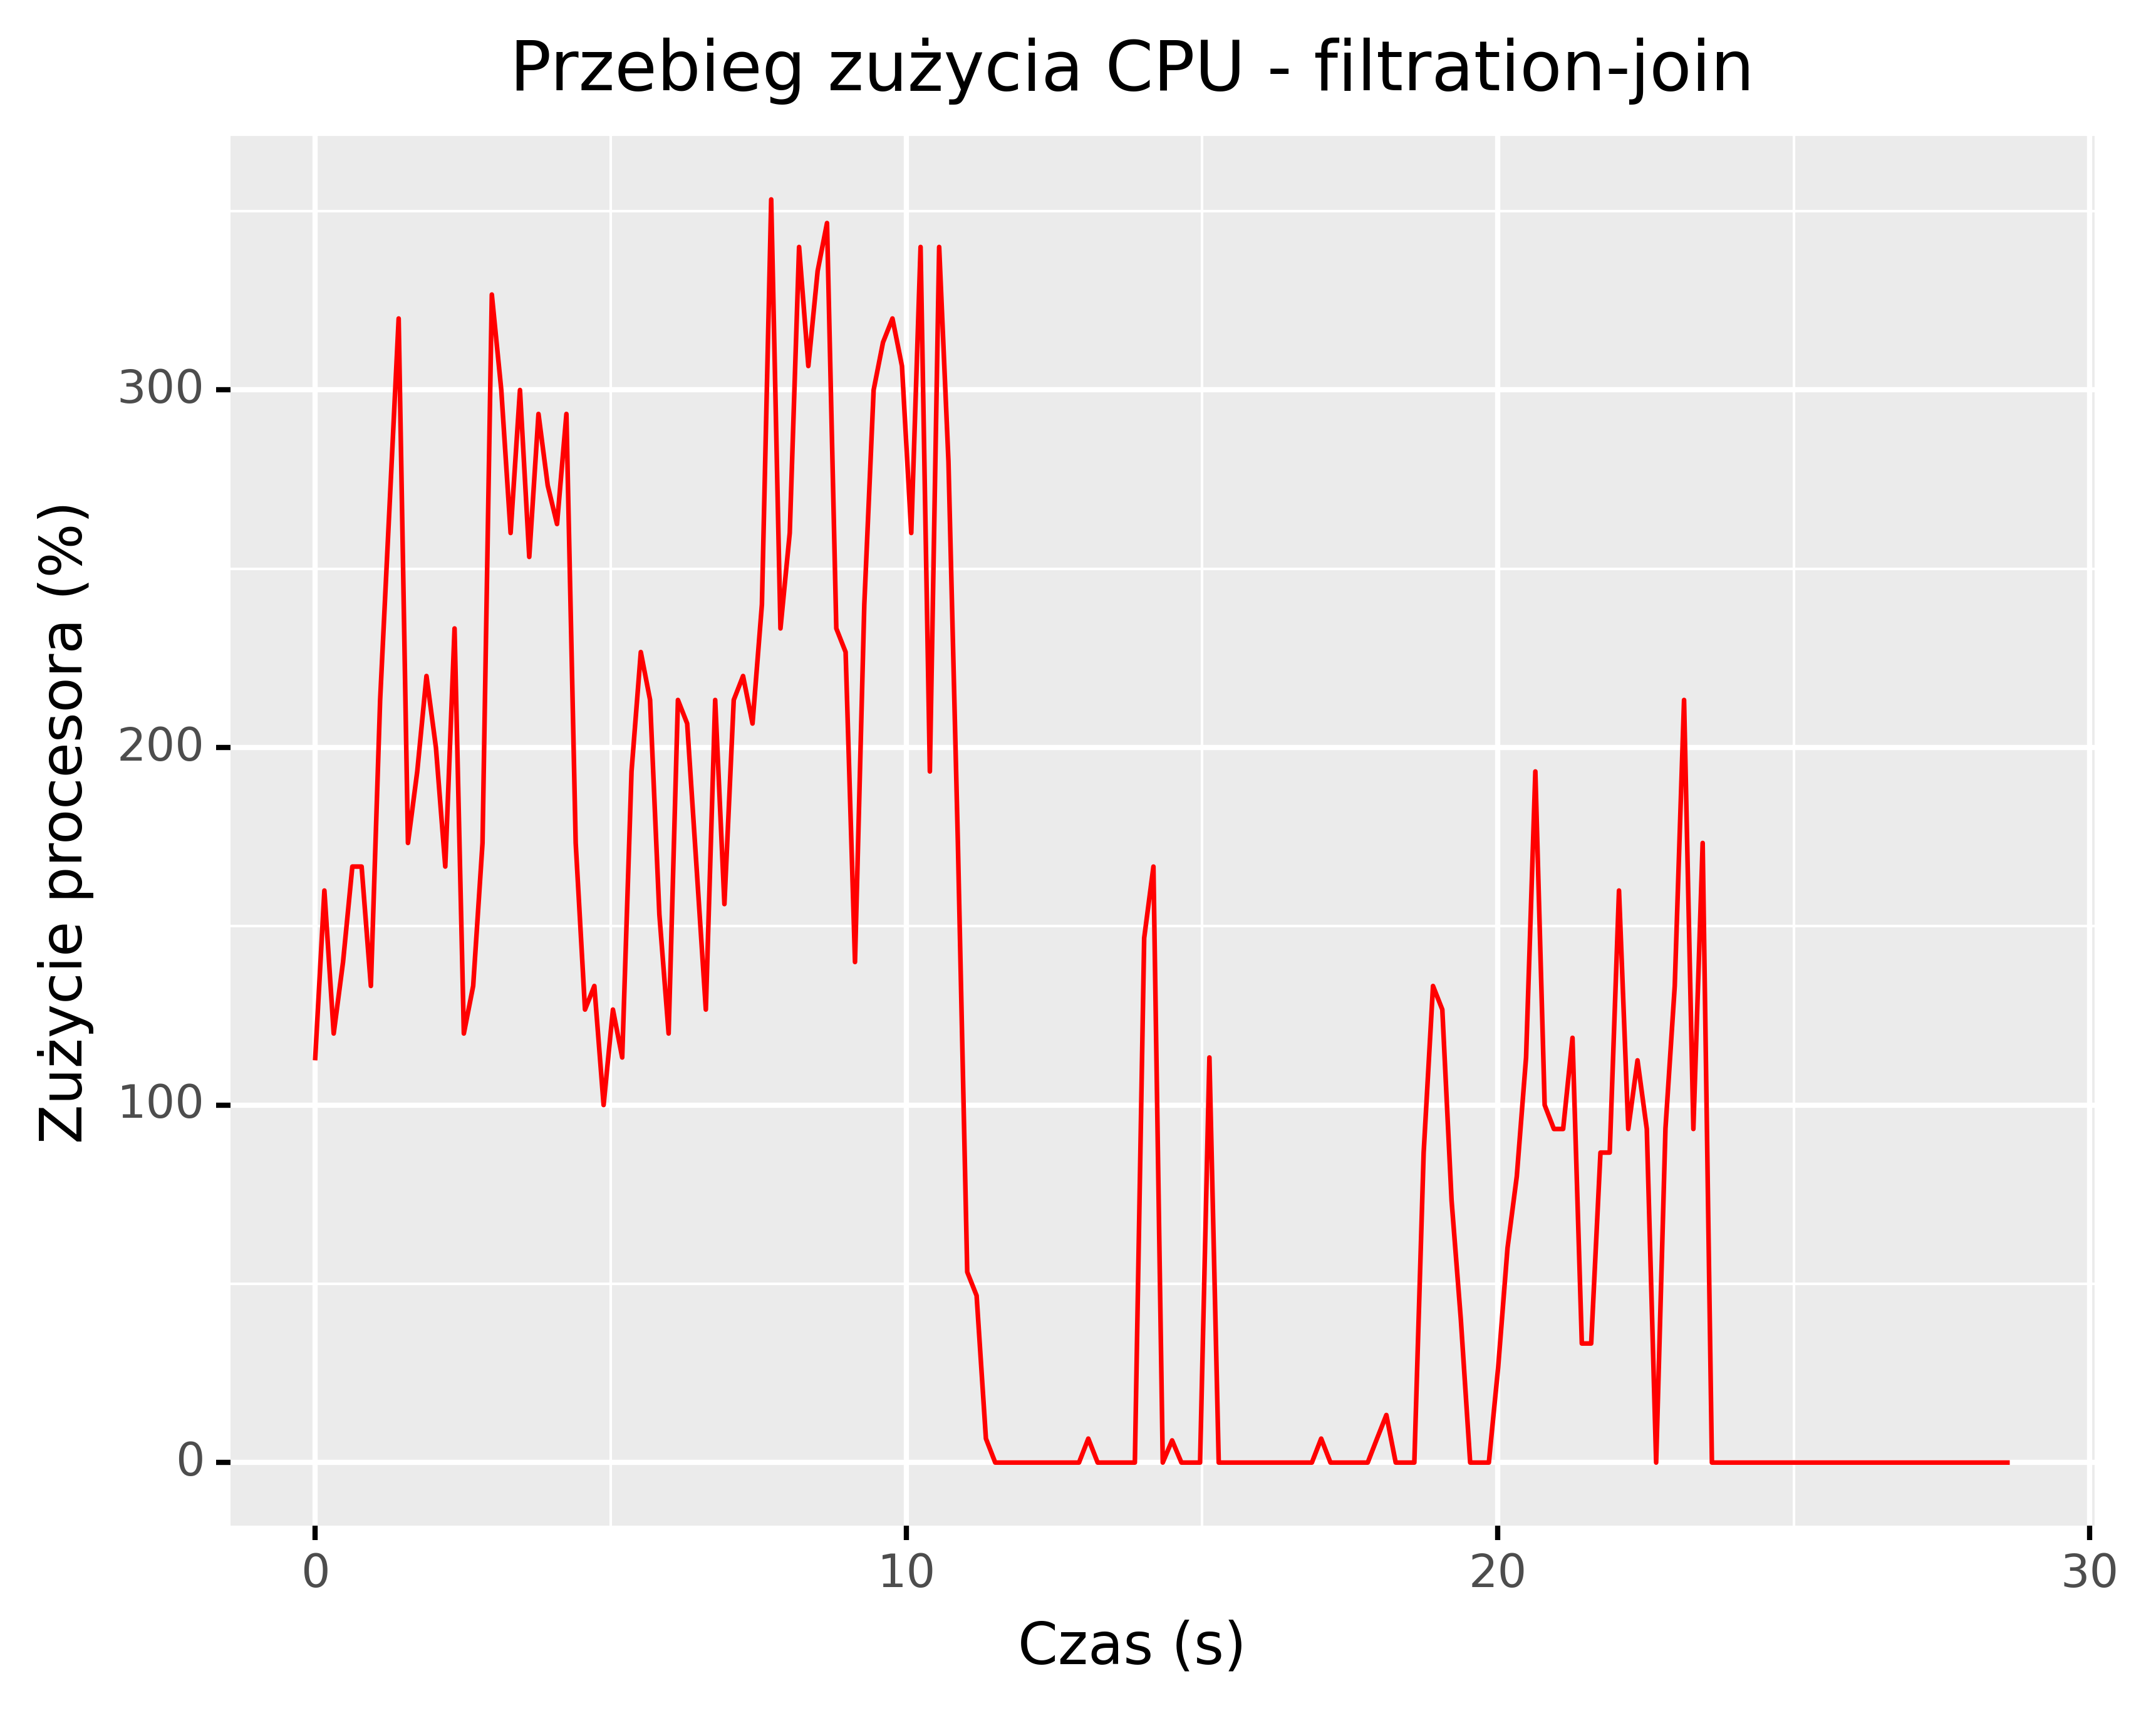 Przebieg zużycia CPU - filtration-join
Zużycie procesora (%)
300
200
100
0
0 10 20 30
Czas (s)